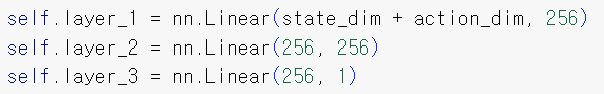 self.layer_1 = nn.Linear(state_dim + action_dim, 256)
self.layer_2 = nn.Linear(256, 256)
self.layer_3 = nn.Linear(256, 1)